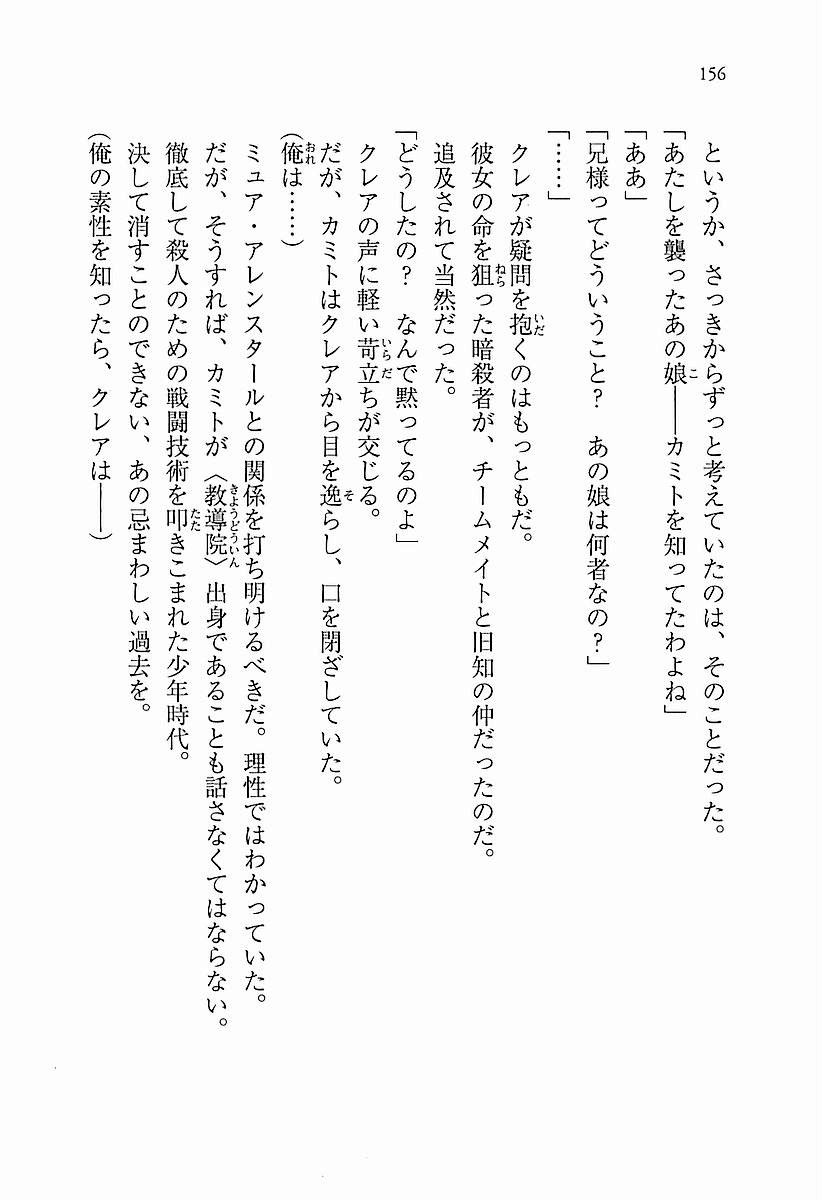 156
というか、さっきからずっと考えていたのは、そのことだった。
「あたしを襲ったあの娘――カミトを知ってたわよね」
「ああ」
「兄様ってどういうこと？　あの娘は何者なの？」
「……」
クレアが疑問を抱くのはもっともだ。
彼女の命を狙った暗殺者が、チームメイトと旧知の仲だったのだ。
追及されて当然だった。
「どうしたの？　なんで黙ってるのよ」
クレアの声に軽い苛立ちが交じる。
だが、カミトはクレアから目を逸らし、口を閉ざしていた。
（俺は……）
ミュア・アレンスタールとの関係を打ち明けるべきだ。理性ではわかっていた。
だが、そうすれば、カミトが〈教導院〉出身であることも話さなくてはならない。
徹底して殺人のための戦闘技術を叩きこまれた少年時代。
決して消すことのできない、あの忌まわしい過去を。
（俺の素性を知ったら、クレアは――）